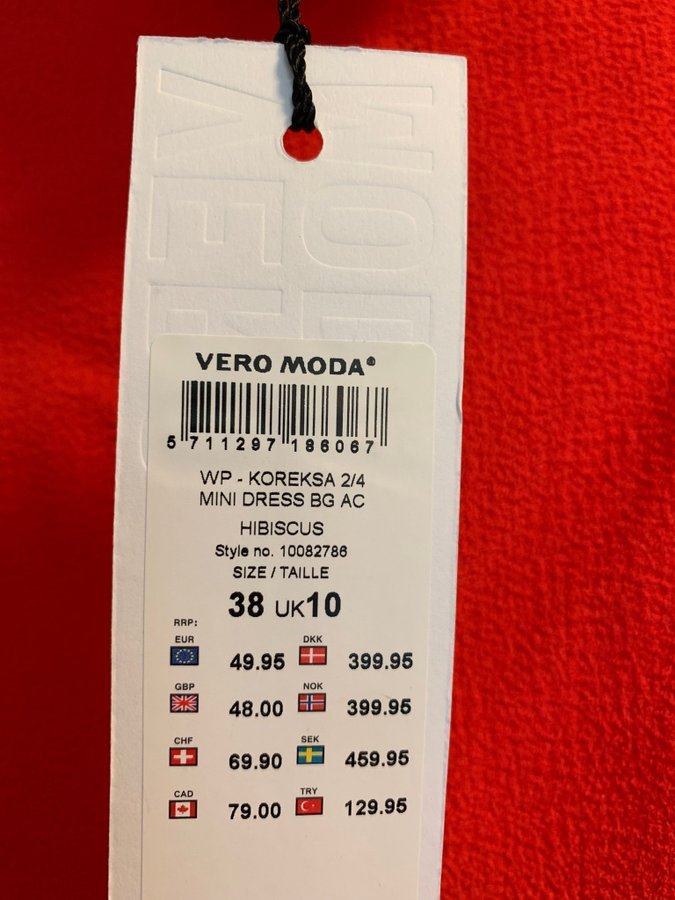 VERO MODA®
5 711297 186067
WP - KOREKSA 2/4
MINI DRESS BG AC
HIBISCUS
Style no. 10082786
SIZE / TAILLE
38 UK10
RRP:
EUR 49.95 DKK 399.95
GBP 48.00 NOK 399.95
CHF 69.90 SEK 459.95
CAD 79.00 TRY 129.95